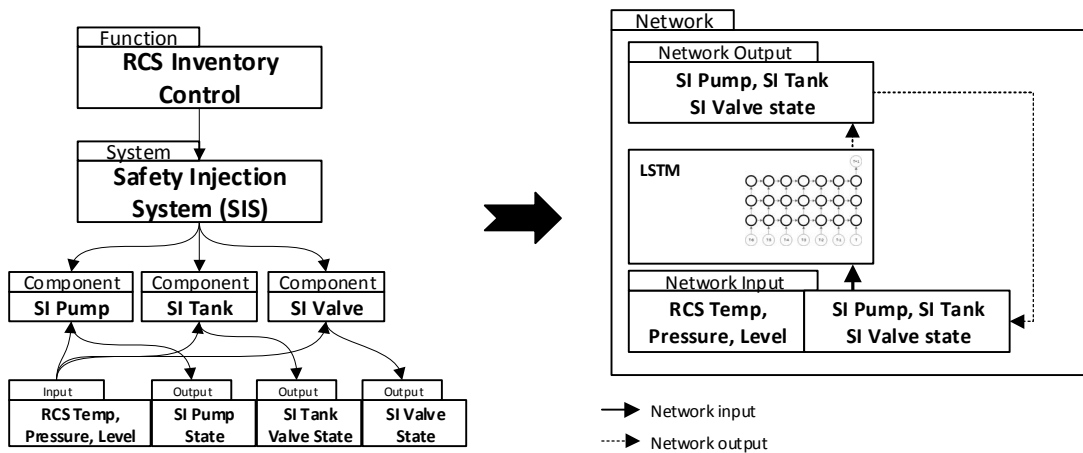 Function
RCS Inventory
Control
System
Safety Injection
System (SIS)
Component
SI Pump
Component
SI Tank
Component
SI Valve
Input
RCS Temp,
Pressure, Level
Output
SI Pump
State
Output
SI Tank
Valve State
Output
SI Valve
State
Network
Network Output
SI Pump, SI Tank
SI Valve state
LSTM
Network Input
RCS Temp,
Pressure, Level
SI Pump, SI Tank
SI Valve state
Network input
Network output